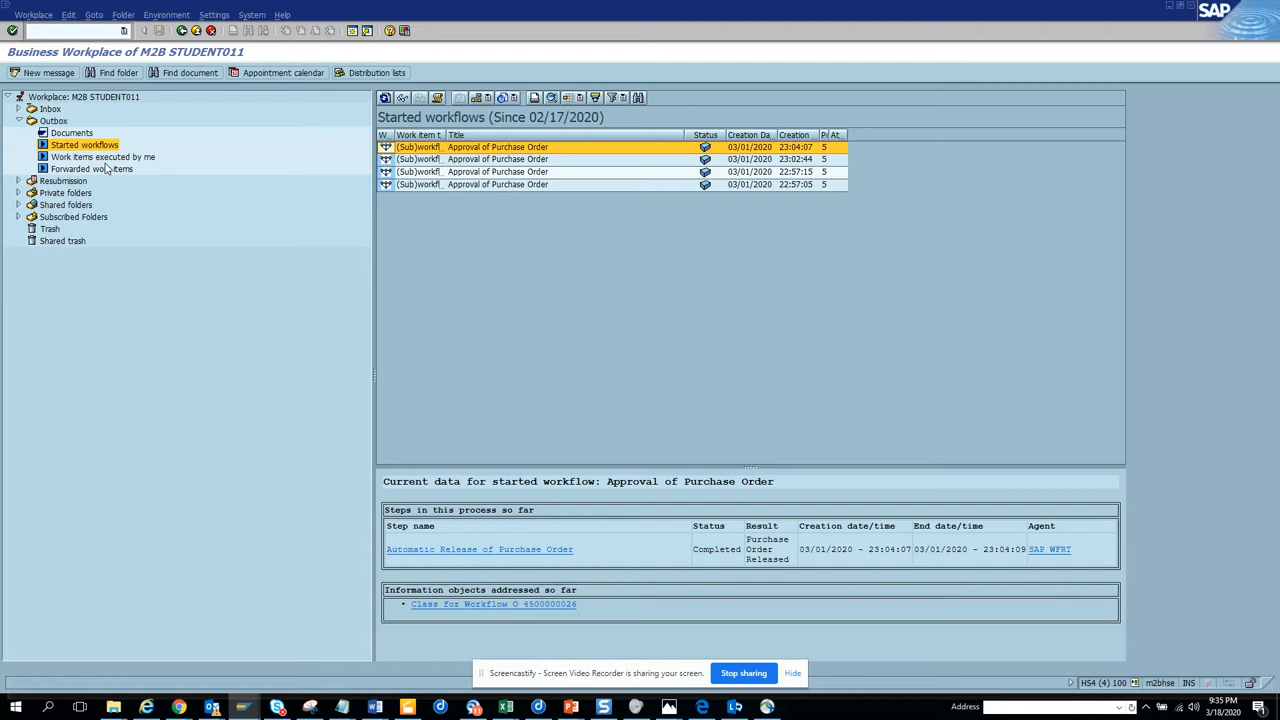 Workplace Edit Goto Folder Environment Settings System Help
SAP
Business Workplace of M2B STUDENT011
New message Find folder Find document Appointment calendar Distribution lists
Workplace: M2B STUDENT011
Inbox
Outbox
Documents
Started workflows
Work items executed by me
Forwarded work items
Resubmission
Private folders
Shared folders
Subscribed Folders
Trash
Shared trash
Started workflows (Since 02/17/2020)
W... Work item t Title Status Creation Da... Creation ... Pr At...
(Sub)workfl... Approval of Purchase Order 03/01/2020 23:04:07 5
(Sub)workfl... Approval of Purchase Order 03/01/2020 23:02:44 5
(Sub)workfl... Approval of Purchase Order 03/01/2020 22:57:15 5
(Sub)workfl... Approval of Purchase Order 03/01/2020 22:57:05 5
Current data for started workflow: Approval of Purchase Order
Steps in this process so far
Step name Status Result Creation date/time End date/time Agent
Automatic Release of Purchase Order Completed Purchase Order Released 03/01/2020 - 23:04:07 03/01/2020 - 23:04:09 SAP WFRT
Information objects addressed so far
• Class for Workflow O 4500000026
Screencastify - Screen Video Recorder is sharing your screen. Stop sharing Hide
HS4 (4) 100 m2bhse INS
Address 9:35 PM
3/18/2020